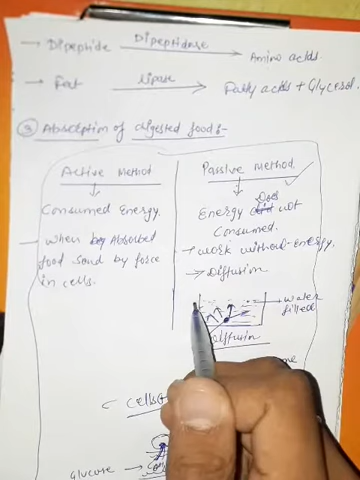 → Dipeptide Dipeptidase → Amino acids.
→ Fat lipase → Fatty acids + Glycerol.
③ Absorption of digested food:-
Active Method
Consumed Energy.
When Absorbed
food send by force
in cells.
Passive Method
Energy Does not
Consumed.
→ work without energy.
→ Diffusion
water
filled
Diffusion
Cells
Glucose →